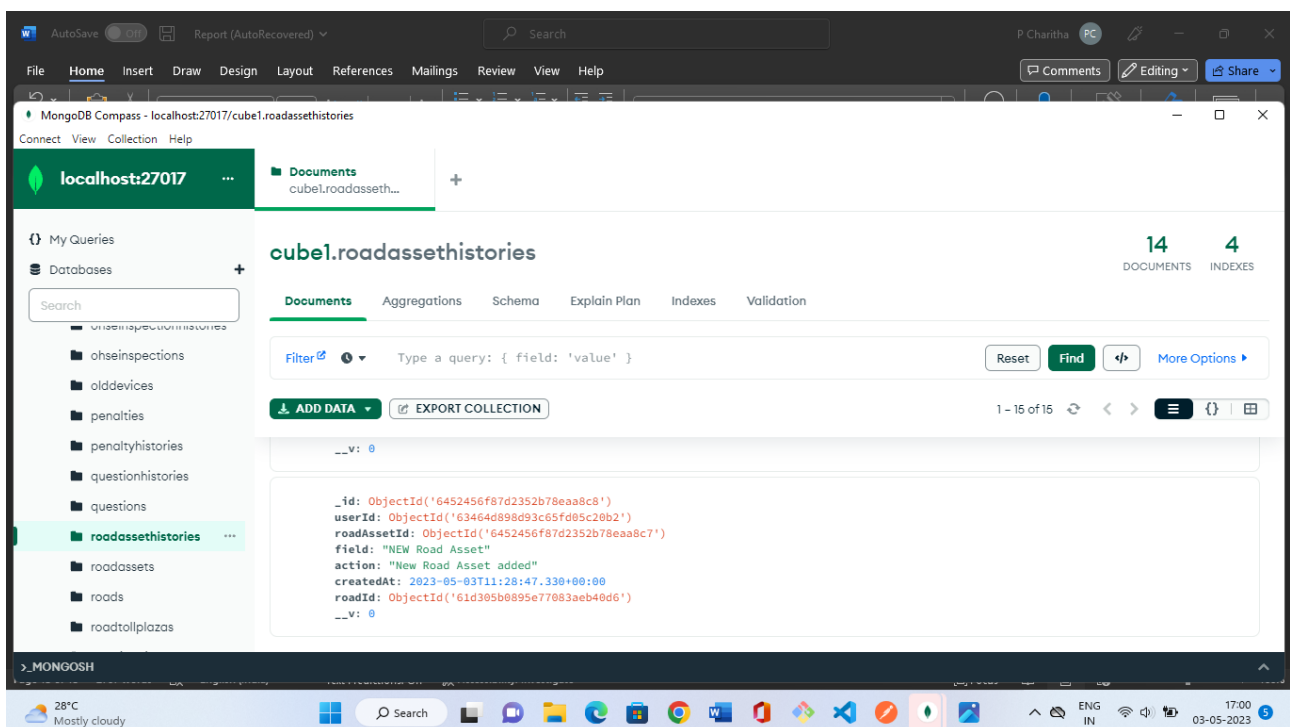 AutoSave Off Report (AutoRecovered) Search P Charitha PC
File Home Insert Draw Design Layout References Mailings Review View Help Comments Editing Share
MongoDB Compass - localhost:27017/cube1.roadassethistories
Connect View Collection Help
localhost:27017 ...
Documents
cube1.roadasseth...
+
My Queries
Databases +
Search
ohseinspectionhistories
ohseinspections
olddevices
penalties
penaltyhistories
questionhistories
questions
roadassethistories ...
roadassets
roads
roadtollplazas
cube1.roadassethistories
14
DOCUMENTS
4
INDEXES
Documents Aggregations Schema Explain Plan Indexes Validation
Filter Type a query: { field: 'value' } Reset Find </> More Options
ADD DATA EXPORT COLLECTION 1 - 15 of 15 {}
__v: 0
_id: ObjectId('6452456f87d2352b78eaa8c8')
userId: ObjectId('63464d898d93c65fd05c20b2')
roadAssetId: ObjectId('6452456f87d2352b78eaa8c7')
field: "NEW Road Asset"
action: "New Road Asset added"
createdAt: 2023-05-03T11:28:47.330+00:00
roadId: ObjectId('61d305b0895e77083aeb40d6')
__v: 0
>_MONGOSH
28°C
Mostly cloudy
Search
ENG
IN
17:00
03-05-2023
5